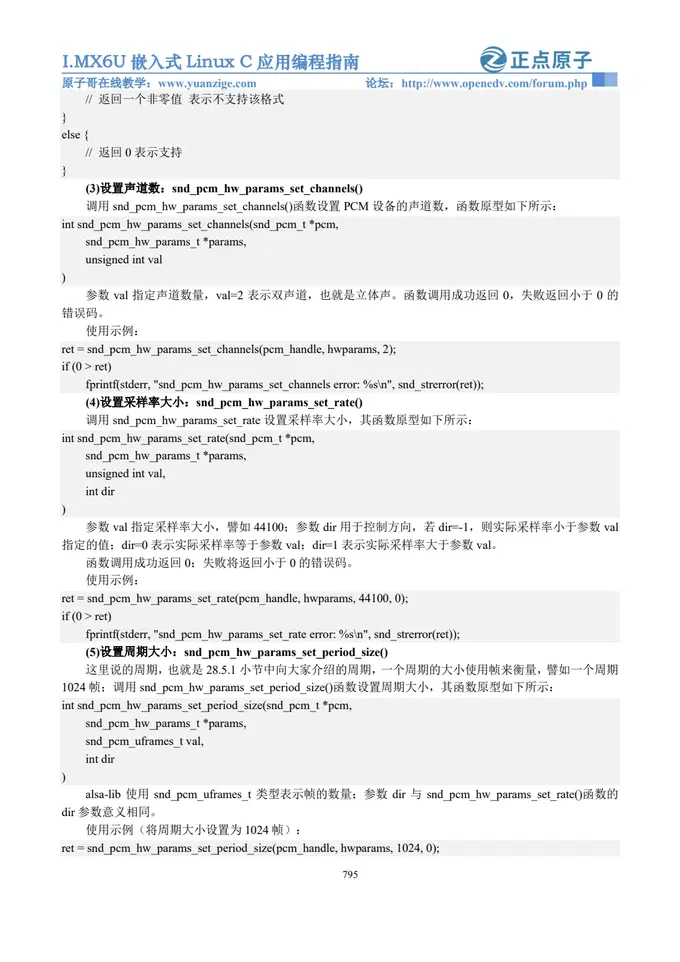 I.MX6U 嵌入式 Linux C 应用编程指南
正点原子
原子哥在线教学：www.yuanzige.com 论坛：http://www.openedv.com/forum.php
// 返回一个非零值 表示不支持该格式
}
else {
// 返回 0 表示支持
}
(3)设置声道数：snd_pcm_hw_params_set_channels()
调用 snd_pcm_hw_params_set_channels()函数设置 PCM 设备的声道数，函数原型如下所示：
int snd_pcm_hw_params_set_channels(snd_pcm_t *pcm,
snd_pcm_hw_params_t *params,
unsigned int val
)
参数 val 指定声道数量，val=2 表示双声道，也就是立体声。函数调用成功返回 0，失败返回小于 0 的
错误码。
使用示例：
ret = snd_pcm_hw_params_set_channels(pcm_handle, hwparams, 2);
if (0 > ret)
fprintf(stderr, "snd_pcm_hw_params_set_channels error: %s\n", snd_strerror(ret));
(4)设置采样率大小：snd_pcm_hw_params_set_rate()
调用 snd_pcm_hw_params_set_rate 设置采样率大小，其函数原型如下所示：
int snd_pcm_hw_params_set_rate(snd_pcm_t *pcm,
snd_pcm_hw_params_t *params,
unsigned int val,
int dir
)
参数 val 指定采样率大小，譬如 44100；参数 dir 用于控制方向，若 dir=-1，则实际采样率小于参数 val
指定的值；dir=0 表示实际采样率等于参数 val；dir=1 表示实际采样率大于参数 val。
函数调用成功返回 0；失败将返回小于 0 的错误码。
使用示例：
ret = snd_pcm_hw_params_set_rate(pcm_handle, hwparams, 44100, 0);
if (0 > ret)
fprintf(stderr, "snd_pcm_hw_params_set_rate error: %s\n", snd_strerror(ret));
(5)设置周期大小：snd_pcm_hw_params_set_period_size()
这里说的周期，也就是 28.5.1 小节中向大家介绍的周期，一个周期的大小使用帧来衡量，譬如一个周期
1024 帧；调用 snd_pcm_hw_params_set_period_size()函数设置周期大小，其函数原型如下所示：
int snd_pcm_hw_params_set_period_size(snd_pcm_t *pcm,
snd_pcm_hw_params_t *params,
snd_pcm_uframes_t val,
int dir
)
alsa-lib 使用 snd_pcm_uframes_t 类型表示帧的数量；参数 dir 与 snd_pcm_hw_params_set_rate()函数的
dir 参数意义相同。
使用示例（将周期大小设置为 1024 帧）：
ret = snd_pcm_hw_params_set_period_size(pcm_handle, hwparams, 1024, 0);
795